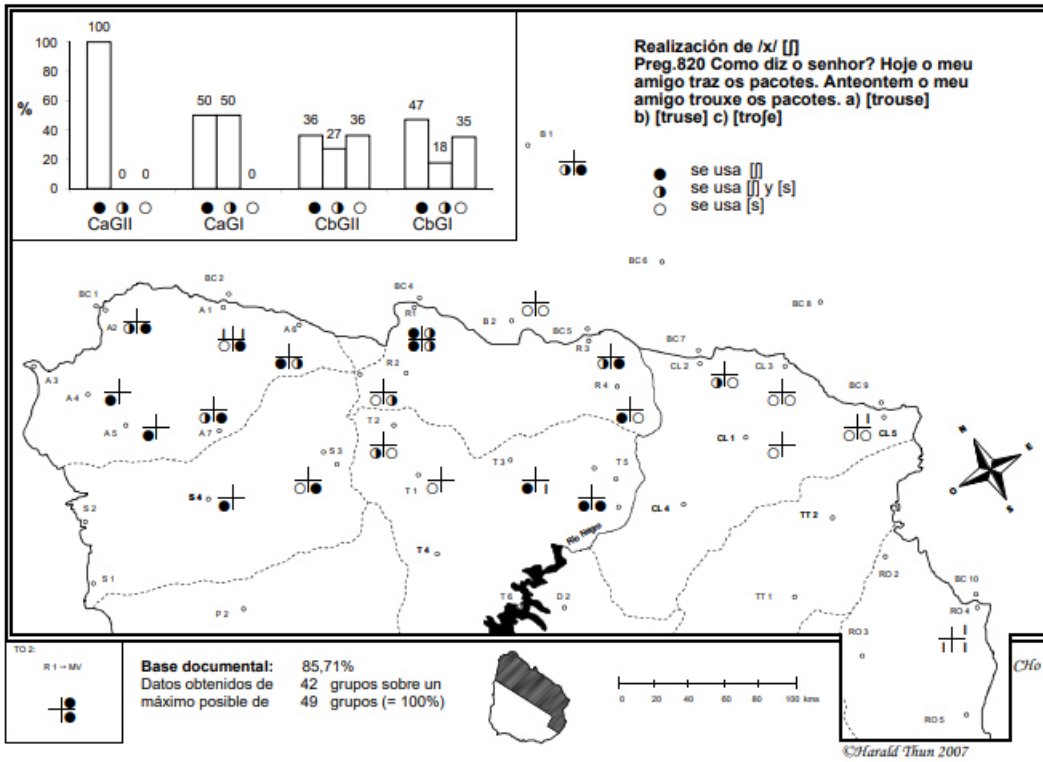 100
100
80
60
40
20
0
%
0
0
50
50
0
36
27
36
47
18
35
CaGII
CaGI
CbGII
CbGI
Realización de /x/ [ʃ]
Preg.820 Como diz o senhor? Hoje o meu
amigo traz os pacotes. Anteontem o meu
amigo trouxe os pacotes. a) [trouse]
b) [truse] c) [troʃe]
se usa [ʃ]
se usa [ʃ] y [s]
se usa [s]
B 1
BC 6
BC 8
BC 1
A2
BC 2
A 1
A 6
BC 4
R1
B 2
BC 5
R 3
BC 7
CL 2
CL 3
BC 9
CL 5
A 3
A 4
A 5
A 7
R 2
R 4
T 2
CL 1
S 3
T 3
T 5
T 1
S 4
S 2
CL 4
TT 2
Rio Negro
T 4
S 1
P 2
T 6
D 2
TT 1
RO 2
BC 10
RO 4
RO 3
RO 5
N
E
O
S
TO 2:
R 1 → MV
Base documental: 85,71%
Datos obtenidos de 42 grupos sobre un
máximo posible de 49 grupos (= 100%)
0 20 40 60 80 100 kms
CHo
©Harald Thun 2007